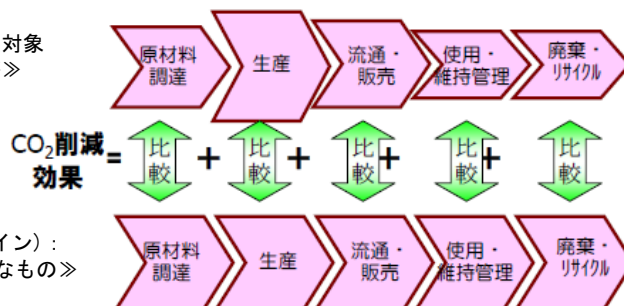 対象
≫
原材料
調達
生産
流通・
販売
使用・
維持管理
廃棄・
リサイクル
CO₂削減
効果
=
比
較
+
比
較
+
比
較
+
比
較
+
比
較
イン）：
なもの≫
原材料
調達
生産
流通・
販売
使用・
維持管理
廃棄・
リサイクル